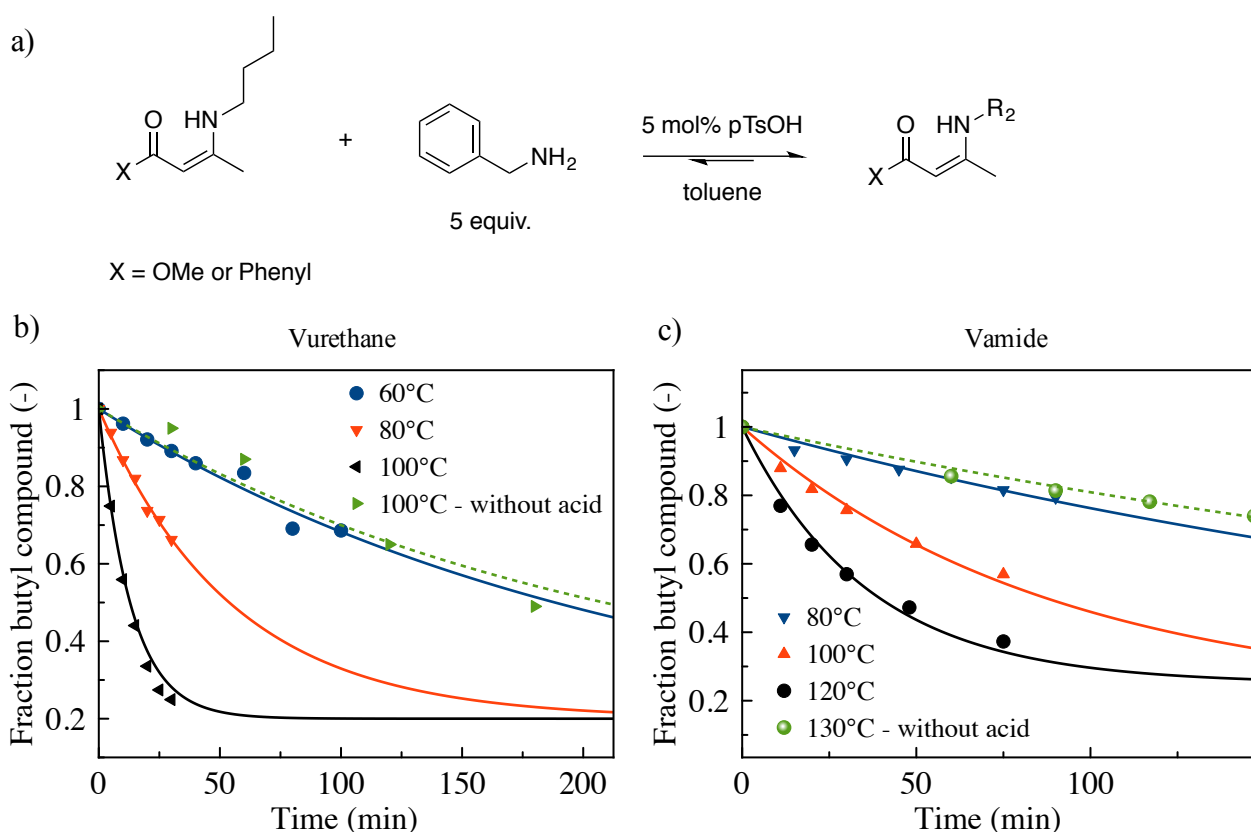 a)
O
HN
X
+
NH2
5 equiv.
5 mol% pTsOH
toluene
O
HN
R2
X
X = OMe or Phenyl
b)
Vurethane
Fraction butyl compound (-)
1
0.8
0.6
0.4
0.2
60°C
80°C
100°C
100°C - without acid
0
50
100
150
200
Time (min)
c)
Vamide
Fraction butyl compound (-)
1
0.8
0.6
0.4
0.2
80°C
100°C
120°C
130°C - without acid
0
50
100
Time (min)